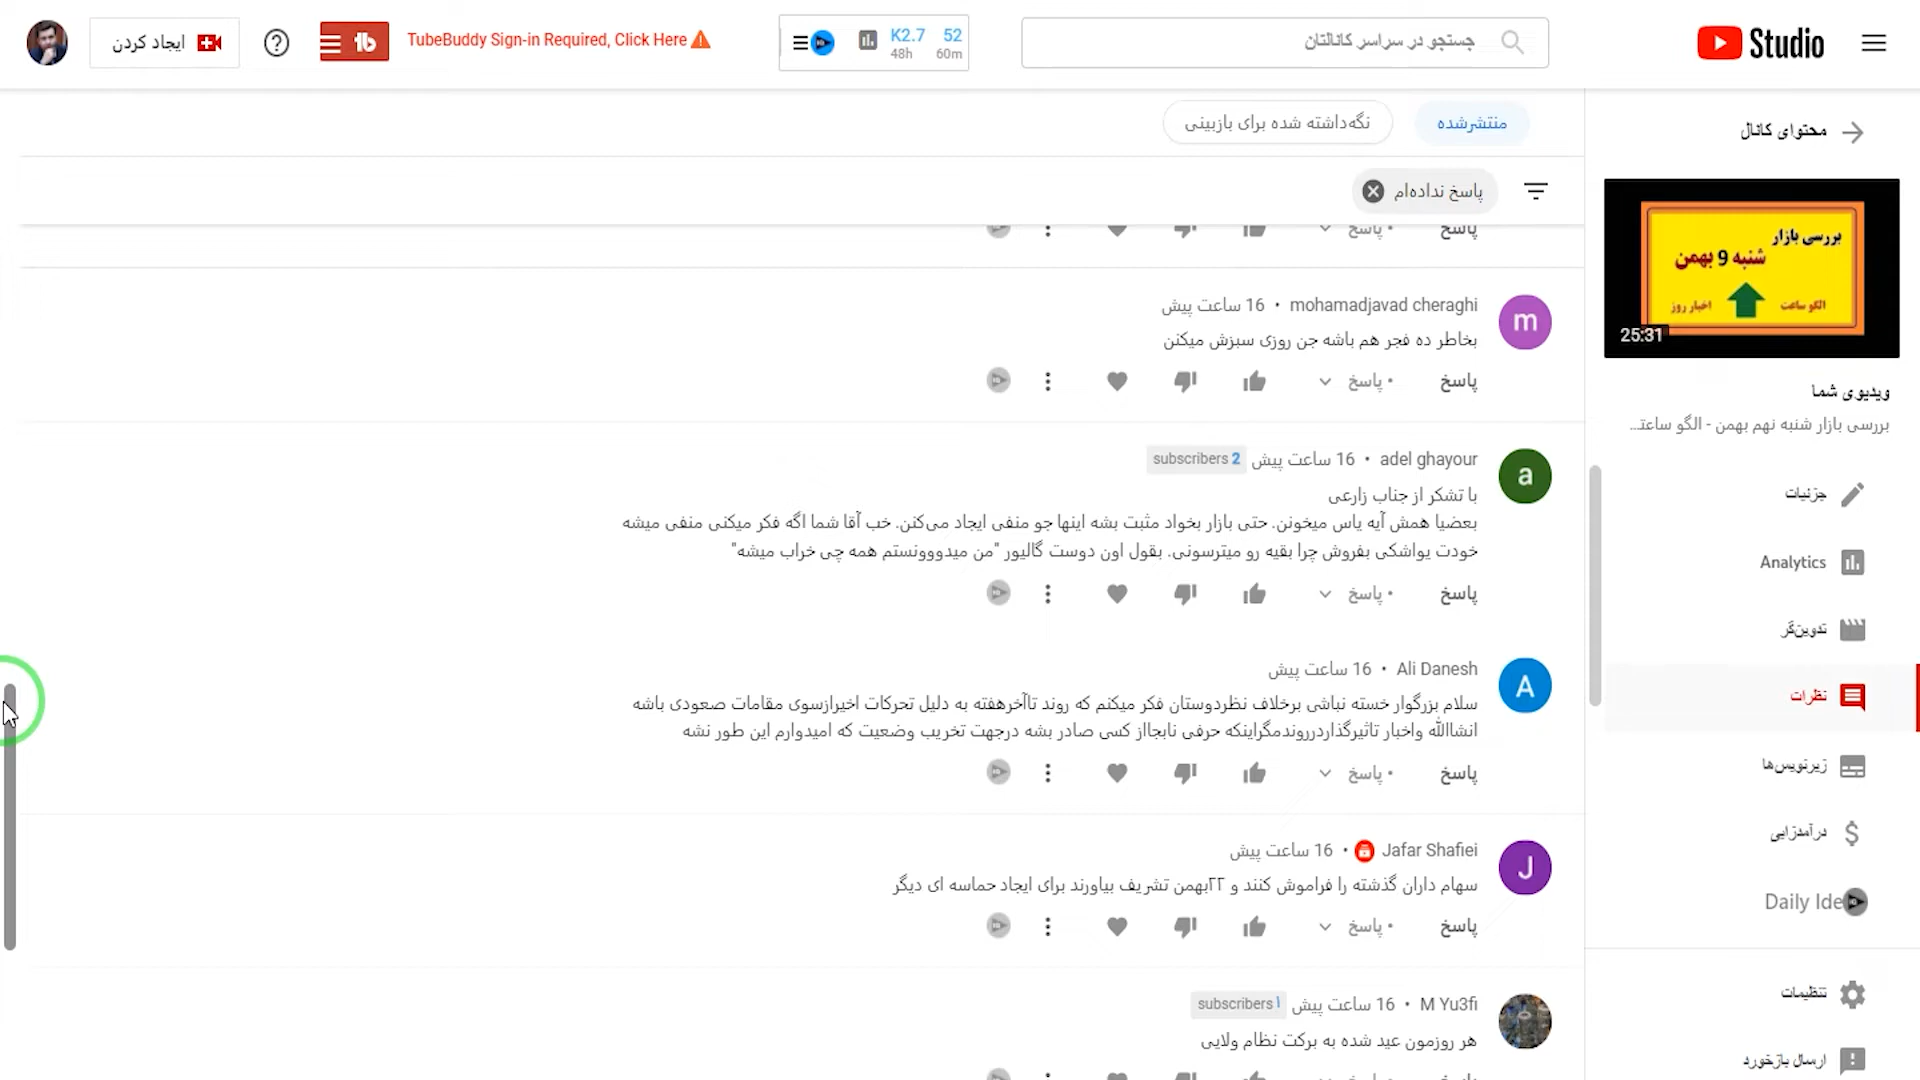 ایجاد کردن
TubeBuddy Sign-in Required, Click Here
K2.7 52
48h 60m
جستجو در سراسر کانالتان
Studio
نگه‌داشته شده برای بازبینی
منتشرشده
پاسخ نداده‌ام
پاسخ • پاسخ
mohamadjavad cheraghi • 16 ساعت پیش
بخاطر ده فجر هم باشه جن روزی سبزش میکنن
پاسخ • پاسخ
adel ghayour • 16 ساعت پیش subscribers 2
با تشکر از جناب زارعی
بعضیا همش آیه یاس میخونن. حتی بازار بخواد مثبت بشه اینها جو منفی ایجاد می‌کنن. خب آقا شما اگه فکر میکنی منفی میشه
خودت یواشکی بفروش چرا بقیه رو میترسونی. بقول اون دوست گالیور "من میدووونستم همه چی خراب میشه"
پاسخ • پاسخ
Ali Danesh • 16 ساعت پیش
سلام بزرگوار خسته نباشی برخلاف نظردوستان فکر میکنم که روند تاآخرهفته به دلیل تحرکات اخیرازسوی مقامات صعودی باشه
انشاالله واخبار تاثیرگذاردرروندمگراینکه حرفی نابجااز کسی صادر بشه درجهت تخریب وضعیت که امیدوارم این طور نشه
پاسخ • پاسخ
Jafar Shafiei • 16 ساعت پیش
سهام داران گذشته را فراموش کنند و ۲۲بهمن تشریف بیاورند برای ایجاد حماسه ای دیگر
پاسخ • پاسخ
M Yu3fi • 16 ساعت پیش subscribers ۱
هر روزمون عید شده به برکت نظام ولایی
محتوای کانال
بررسی بازار
شنبه 9 بهمن
الگو ساعت
اخبار روز
25:31
ویدیوی شما
بررسی بازار شنبه نهم بهمن - الگو ساعتـ...
جزئیات
Analytics
تدوین‌گر
نظرات
زیرنویس‌ها
درآمدزایی
Daily Ide
تنظیمات
ارسال بازخورد
m
a
A
J